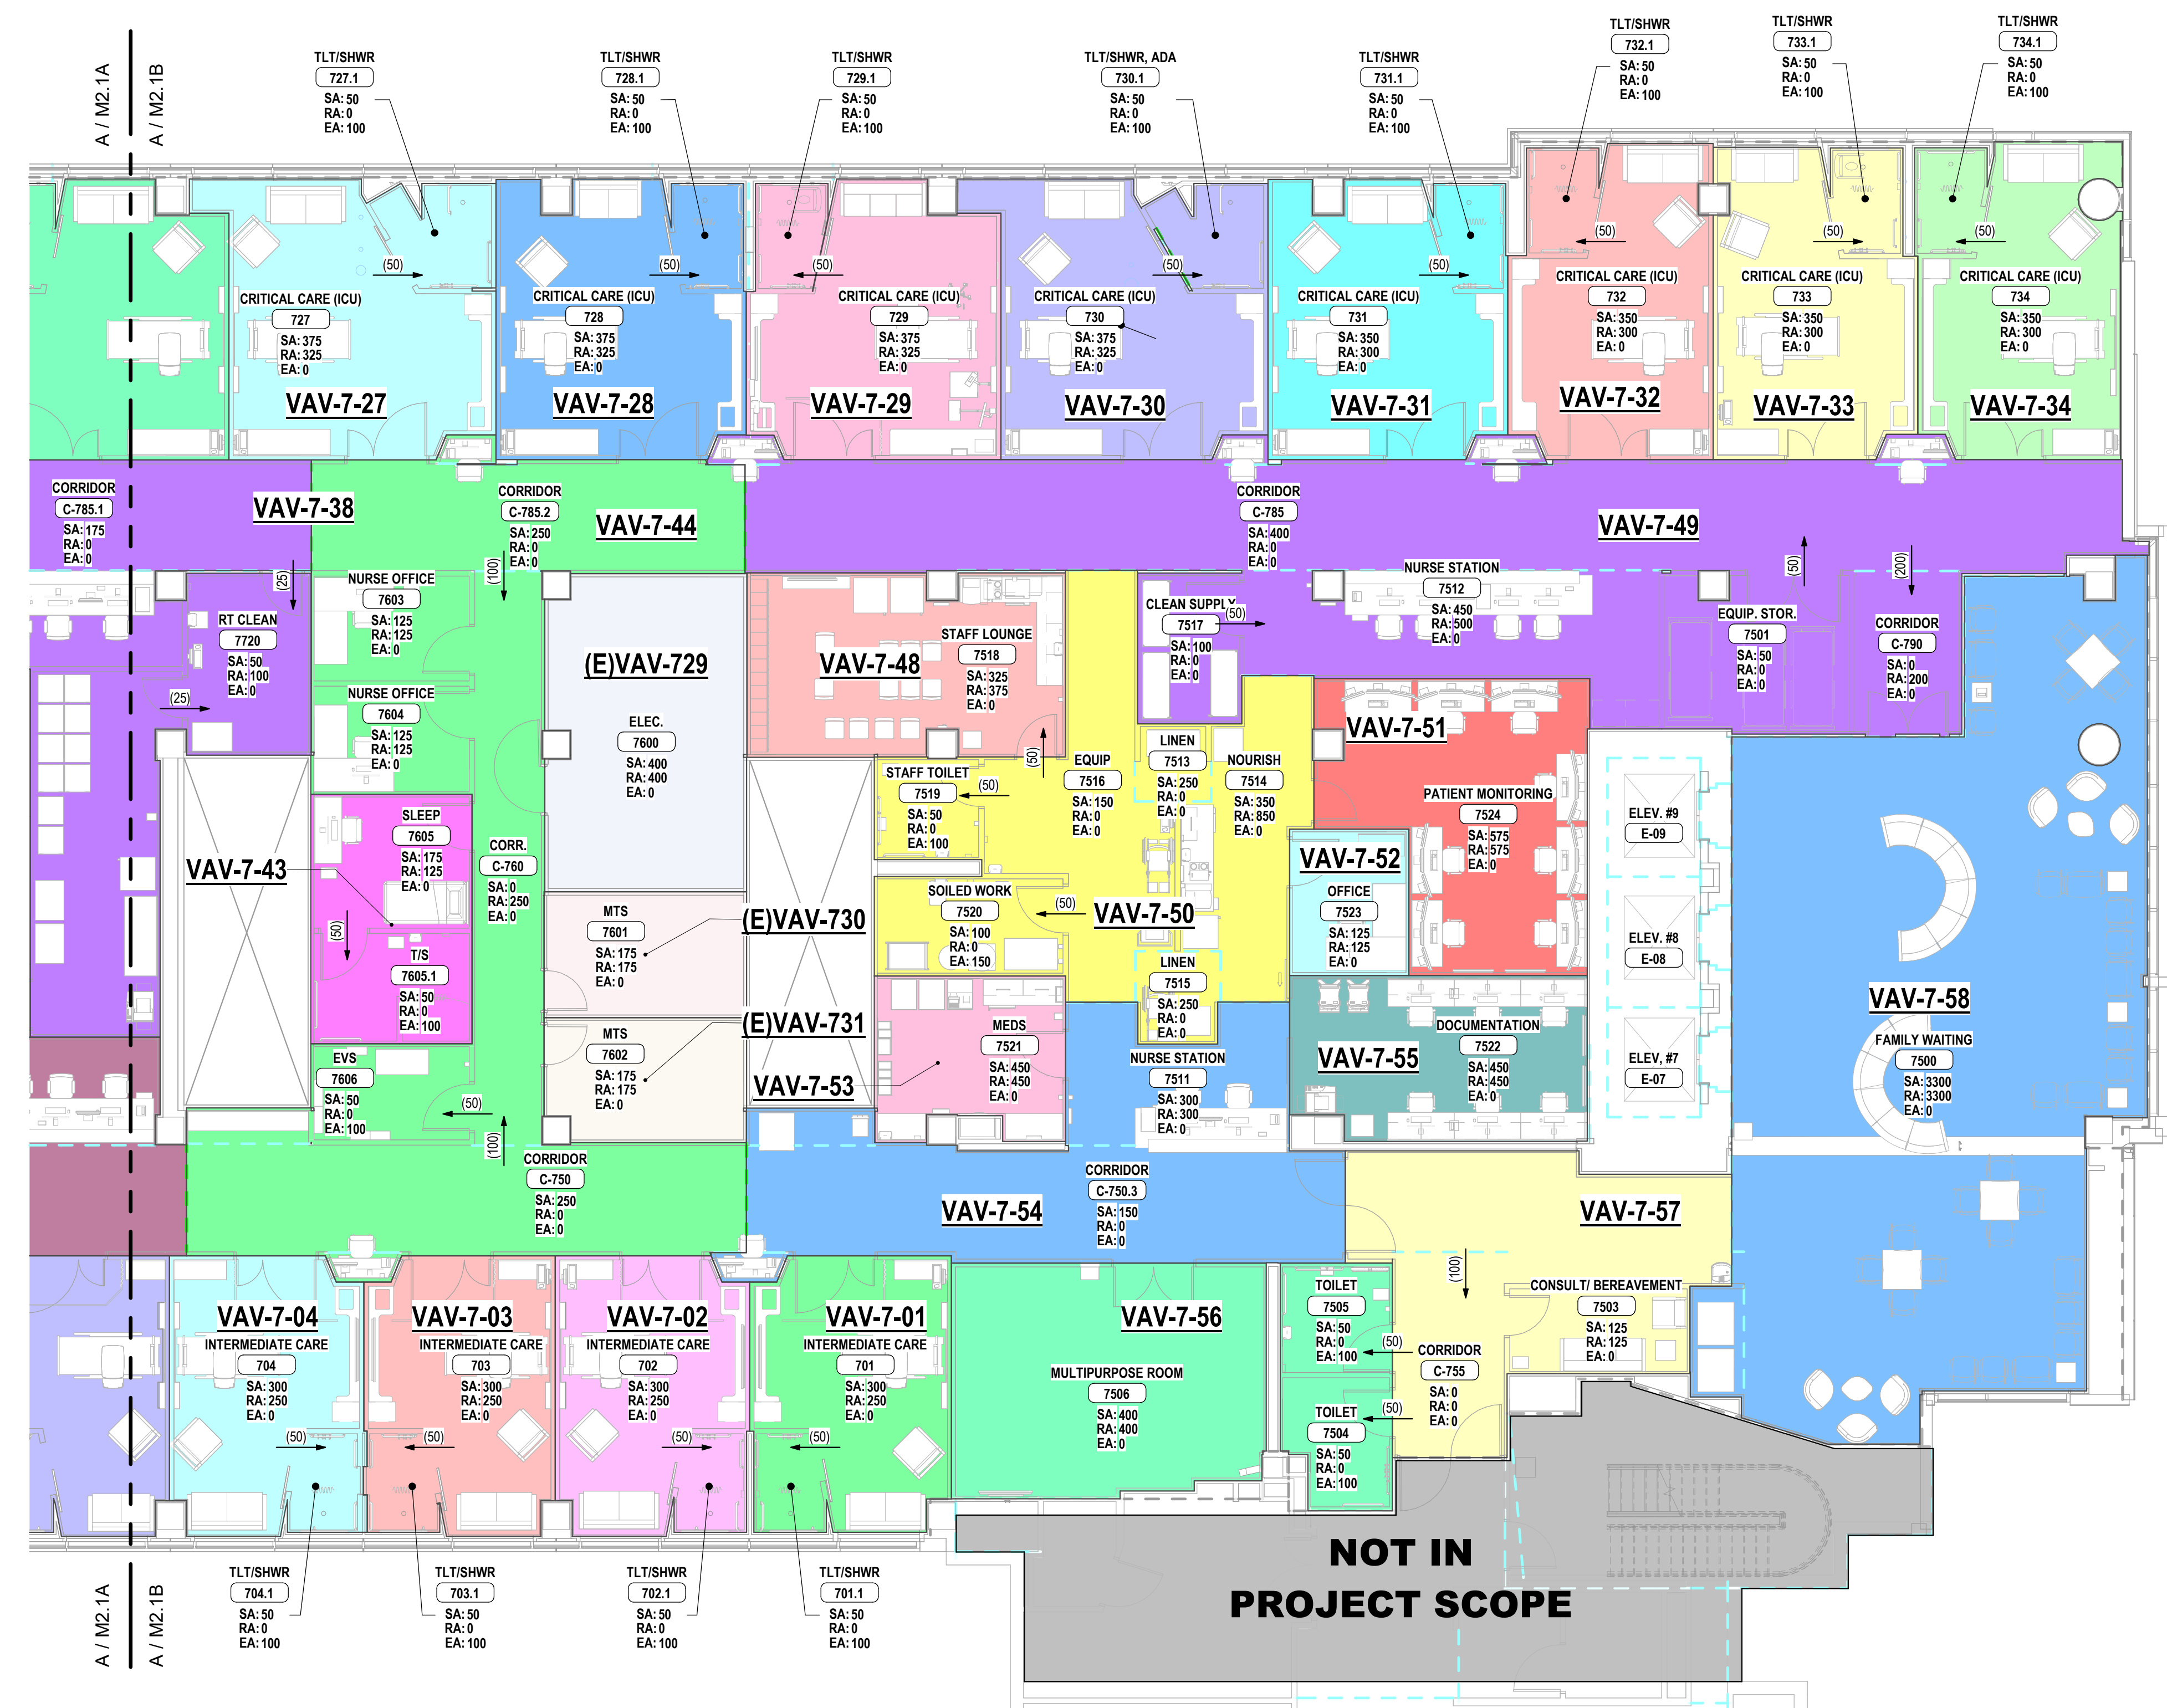 A / M2.1A
A / M2.1B
TLT/SHWR
727.1
SA: 50
RA: 0
EA: 100
TLT/SHWR
728.1
SA: 50
RA: 0
EA: 100
TLT/SHWR
729.1
SA: 50
RA: 0
EA: 100
TLT/SHWR, ADA
730.1
SA: 50
RA: 0
EA: 100
TLT/SHWR
731.1
SA: 50
RA: 0
EA: 100
TLT/SHWR
732.1
SA: 50
RA: 0
EA: 100
TLT/SHWR
733.1
SA: 50
RA: 0
EA: 100
TLT/SHWR
734.1
SA: 50
RA: 0
EA: 100
(50)
CRITICAL CARE (ICU)
727
SA: 375
RA: 325
EA: 0
VAV-7-27
(50)
CRITICAL CARE (ICU)
728
SA: 375
RA: 325
EA: 0
VAV-7-28
(50)
CRITICAL CARE (ICU)
729
SA: 375
RA: 325
EA: 0
VAV-7-29
(50)
CRITICAL CARE (ICU)
730
SA: 375
RA: 325
EA: 0
VAV-7-30
(50)
CRITICAL CARE (ICU)
731
SA: 350
RA: 300
EA: 0
VAV-7-31
(50)
CRITICAL CARE (ICU)
732
SA: 350
RA: 300
EA: 0
VAV-7-32
(50)
CRITICAL CARE (ICU)
733
SA: 350
RA: 300
EA: 0
VAV-7-33
(50)
CRITICAL CARE (ICU)
734
SA: 350
RA: 300
EA: 0
VAV-7-34
CORRIDOR
C-785.1
SA: 175
RA: 0
EA: 0
VAV-7-38
CORRIDOR
C-785.2
SA: 250
RA: 0
EA: 0
VAV-7-44
CORRIDOR
C-785
SA: 400
RA: 0
EA: 0
VAV-7-49
(25)
(100)
(50)
(200)
RT CLEAN
7720
SA: 50
RA: 100
EA: 0
(25)
NURSE OFFICE
7603
SA: 125
RA: 125
EA: 0
NURSE OFFICE
7604
SA: 125
RA: 125
EA: 0
(E)VAV-729
ELEC.
7600
SA: 400
RA: 400
EA: 0
VAV-7-48
STAFF LOUNGE
7518
SA: 325
RA: 375
EA: 0
(50)
CLEAN SUPPLY
7517
SA: 100
RA: 0
EA: 0
(50)
NURSE STATION
7512
SA: 450
RA: 500
EA: 0
EQUIP. STOR.
7501
SA: 50
RA: 0
EA: 0
CORRIDOR
C-790
SA: 0
RA: 200
EA: 0
VAV-7-43
SLEEP
7605
SA: 175
RA: 125
EA: 0
(50)
T/S
7605.1
SA: 50
RA: 0
EA: 100
CORR.
C-760
SA: 0
RA: 250
EA: 0
EVS
7606
SA: 50
RA: 0
EA: 100
(50)
(100)
MTS
7601
SA: 175
RA: 175
EA: 0
(E)VAV-730
MTS
7602
SA: 175
RA: 175
EA: 0
(E)VAV-731
STAFF TOILET
7519
SA: 50
RA: 0
EA: 100
(50)
EQUIP
7516
SA: 150
RA: 0
EA: 0
LINEN
7513
SA: 250
RA: 0
EA: 0
NOURISH
7514
SA: 350
RA: 850
EA: 0
SOILED WORK
7520
SA: 100
RA: 0
EA: 150
(50)
VAV-7-50
LINEN
7515
SA: 250
RA: 0
EA: 0
MEDS
7521
SA: 450
RA: 450
EA: 0
VAV-7-53
NURSE STATION
7511
SA: 300
RA: 300
EA: 0
VAV-7-51
PATIENT MONITORING
7524
SA: 575
RA: 575
EA: 0
VAV-7-52
OFFICE
7523
SA: 125
RA: 125
EA: 0
VAV-7-55
DOCUMENTATION
7522
SA: 450
RA: 450
EA: 0
ELEV. #9
E-09
ELEV. #8
E-08
ELEV, #7
E-07
VAV-7-58
FAMILY WAITING
7500
SA: 3300
RA: 3300
EA: 0
CORRIDOR
C-750
SA: 250
RA: 0
EA: 0
VAV-7-54
CORRIDOR
C-750.3
SA: 150
RA: 0
EA: 0
VAV-7-57
(100)
CONSULT/ BEREAVEMENT
7503
SA: 125
RA: 125
EA: 0
VAV-7-04
INTERMEDIATE CARE
704
SA: 300
RA: 250
EA: 0
(50)
VAV-7-03
INTERMEDIATE CARE
703
SA: 300
RA: 250
EA: 0
(50)
VAV-7-02
INTERMEDIATE CARE
702
SA: 300
RA: 250
EA: 0
(50)
VAV-7-01
INTERMEDIATE CARE
701
SA: 300
RA: 250
EA: 0
(50)
VAV-7-56
MULTIPURPOSE ROOM
7506
SA: 400
RA: 400
EA: 0
TOILET
7505
SA: 50
RA: 0
EA: 100
(50)
TOILET
7504
SA: 50
RA: 0
EA: 100
(50)
CORRIDOR
C-755
SA: 0
RA: 0
EA: 0
NOT IN
PROJECT SCOPE
TLT/SHWR
704.1
SA: 50
RA: 0
EA: 100
TLT/SHWR
703.1
SA: 50
RA: 0
EA: 100
TLT/SHWR
702.1
SA: 50
RA: 0
EA: 100
TLT/SHWR
701.1
SA: 50
RA: 0
EA: 100
A / M2.1A
A / M2.1B